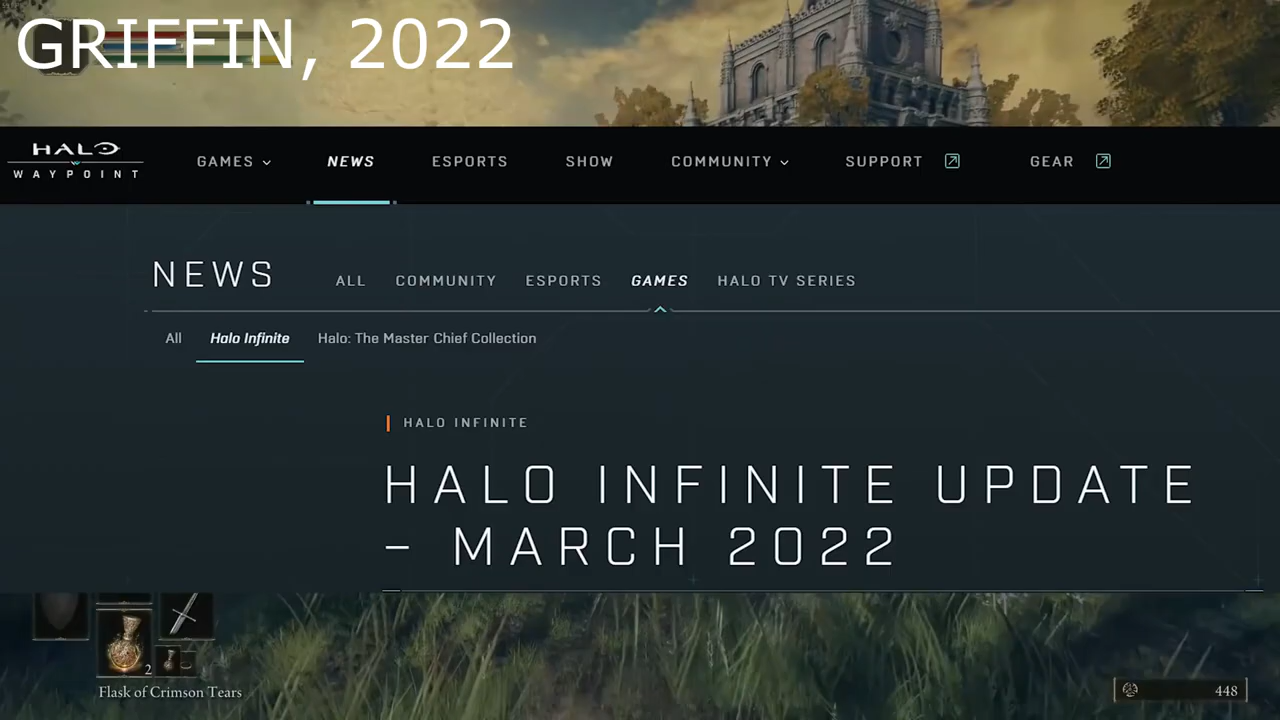 GRIFFIN, 2022
HALO
WAYPOINT
GAMES NEWS ESPORTS SHOW COMMUNITY SUPPORT GEAR
NEWS ALL COMMUNITY ESPORTS GAMES HALO TV SERIES
All Halo Infinite Halo: The Master Chief Collection
HALO INFINITE
HALO INFINITE UPDATE
– MARCH 2022
2
Flask of Crimson Tears
448